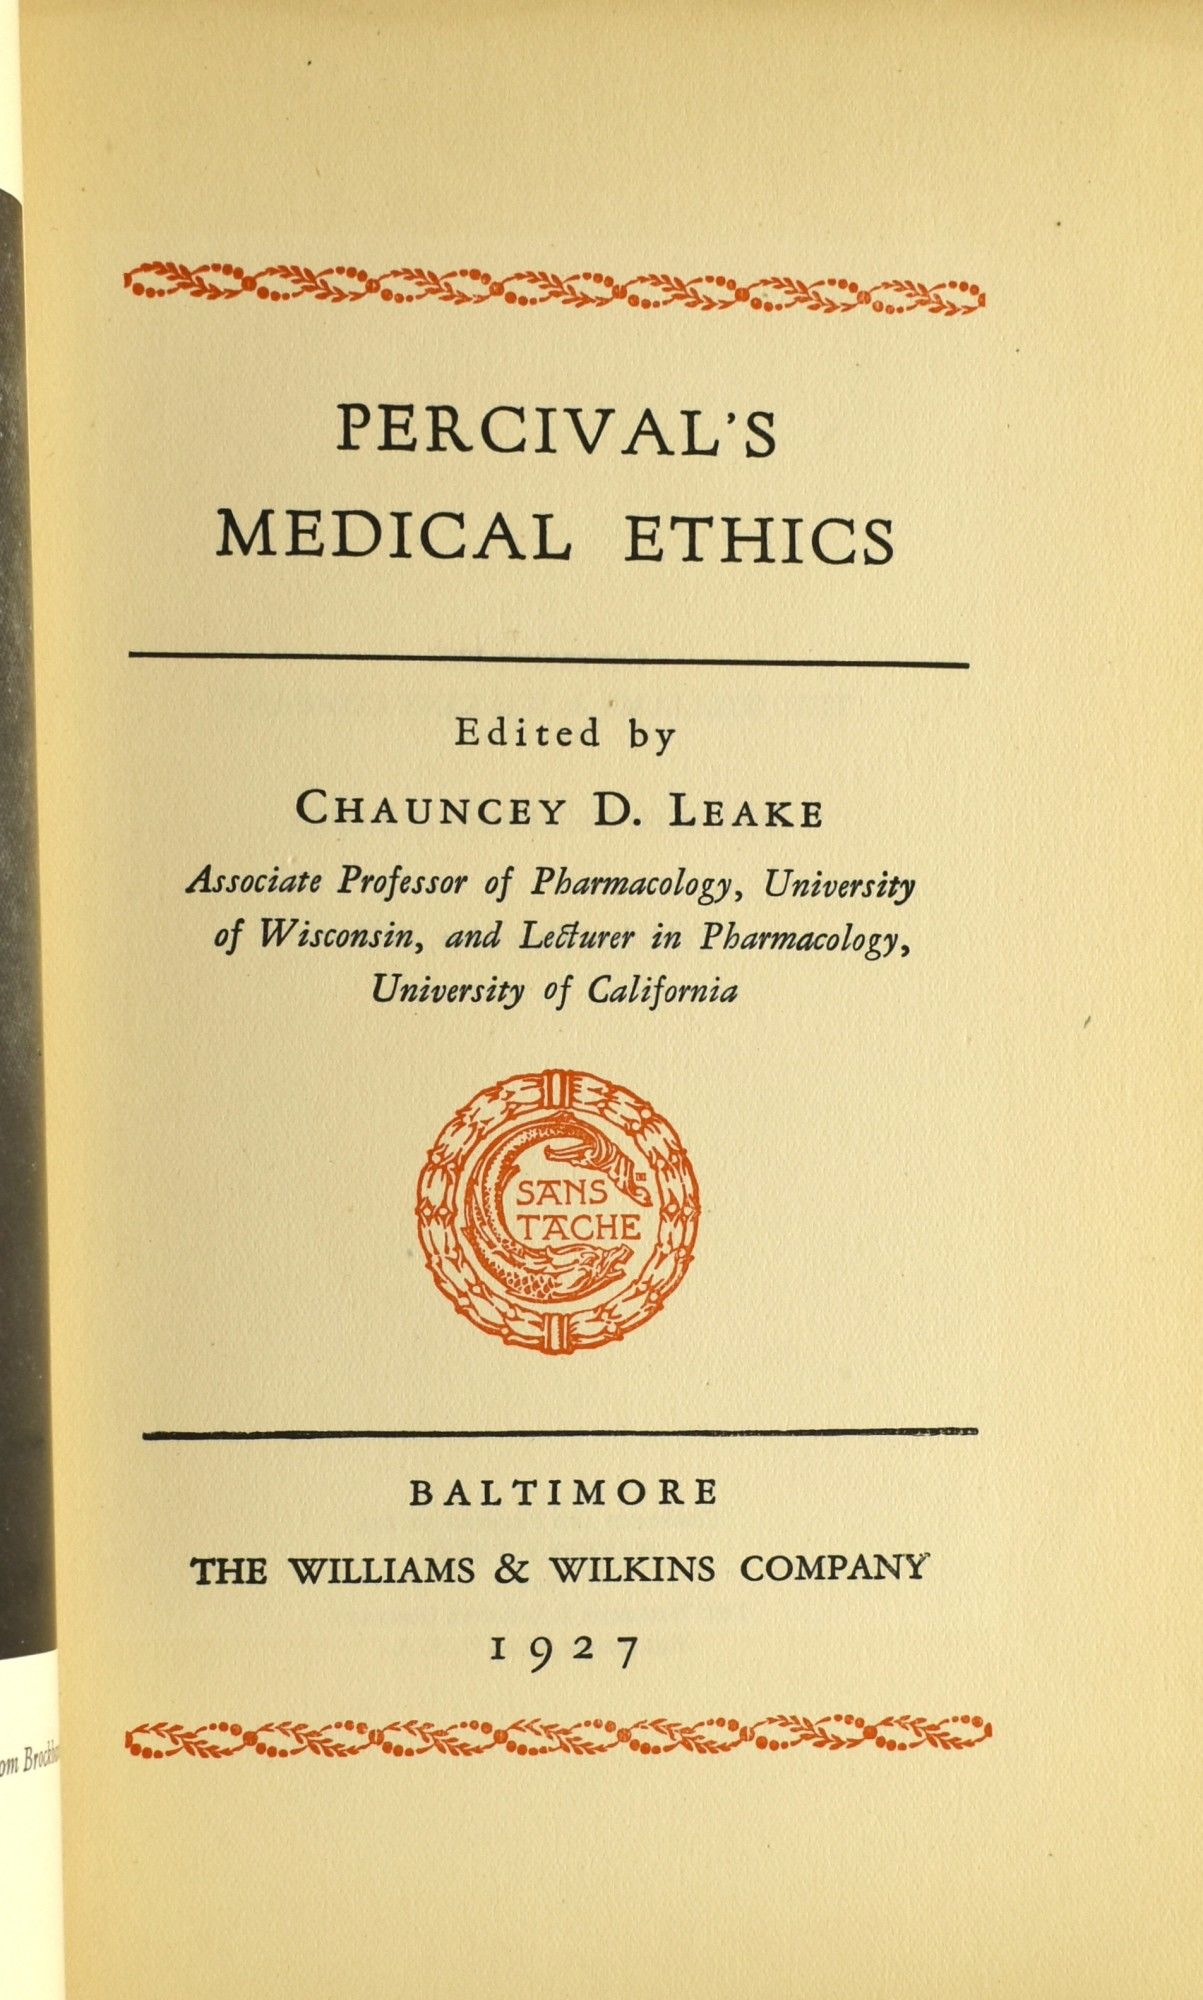 PERCIVAL'S
MEDICAL ETHICS
Edited by
CHAUNCEY D. LEAKE
Associate Professor of Pharmacology, University
of Wisconsin, and Lecturer in Pharmacology,
University of California
SANS
TACHE
BALTIMORE
THE WILLIAMS & WILKINS COMPANY
1927